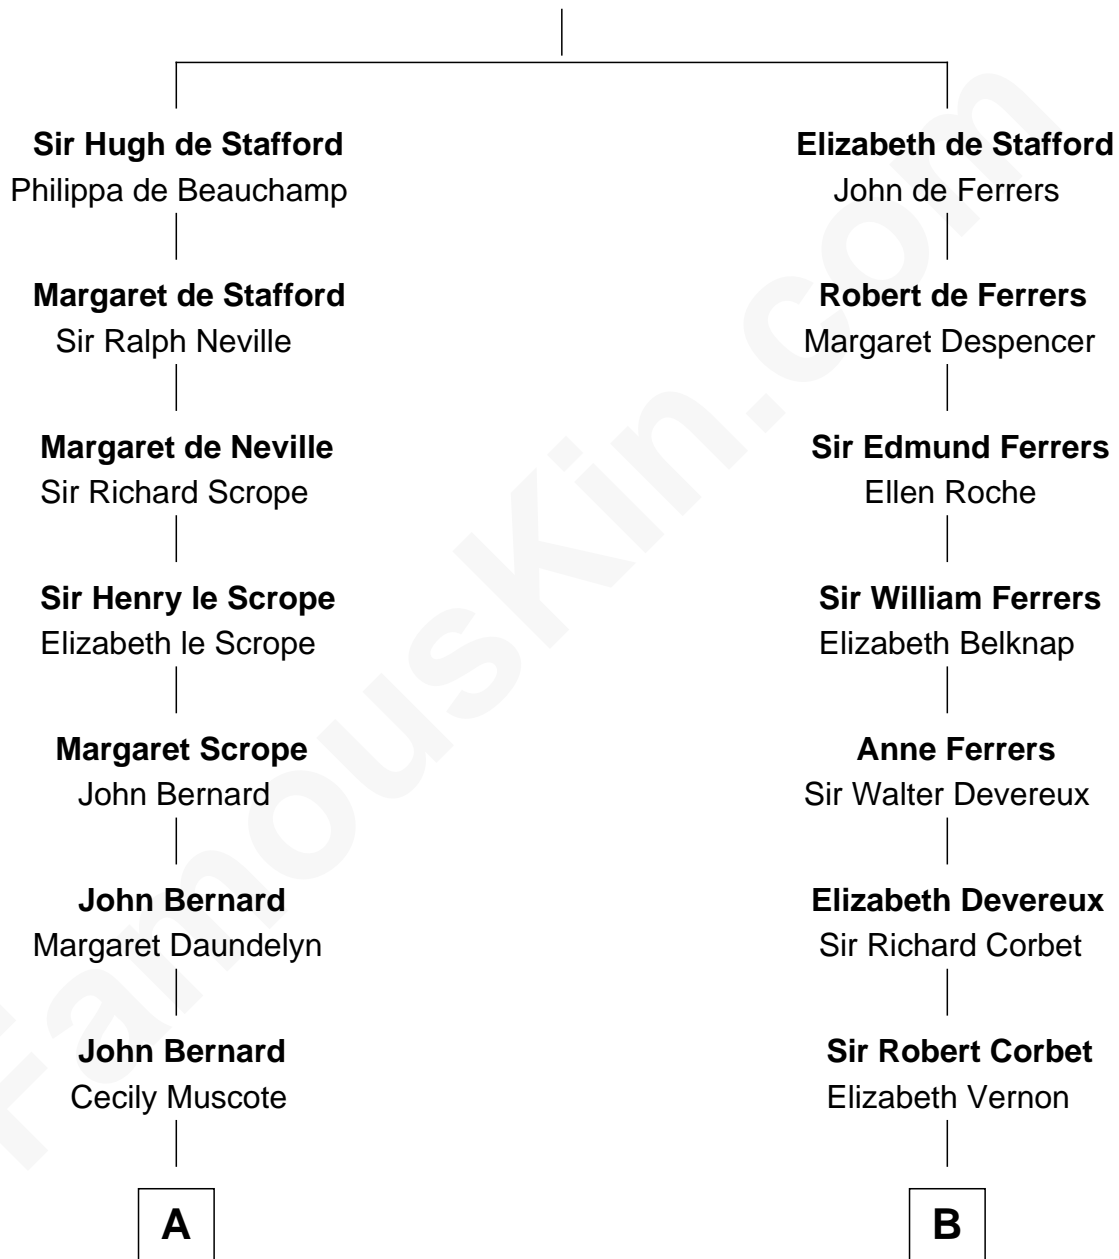 Sir Hugh de Stafford
Philippa de Beauchamp
Margaret de Stafford
Sir Ralph Neville
Margaret de Neville
Sir Richard Scrope
Sir Henry le Scrope
Elizabeth le Scrope
Margaret Scrope
John Bernard
John Bernard
Margaret Daundelyn
John Bernard
Cecily Muscote
A
Elizabeth de Stafford
John de Ferrers
Robert de Ferrers
Margaret Despencer
Sir Edmund Ferrers
Ellen Roche
Sir William Ferrers
Elizabeth Belknap
Anne Ferrers
Sir Walter Devereux
Elizabeth Devereux
Sir Richard Corbet
Sir Robert Corbet
Elizabeth Vernon
B
FamousKin.com